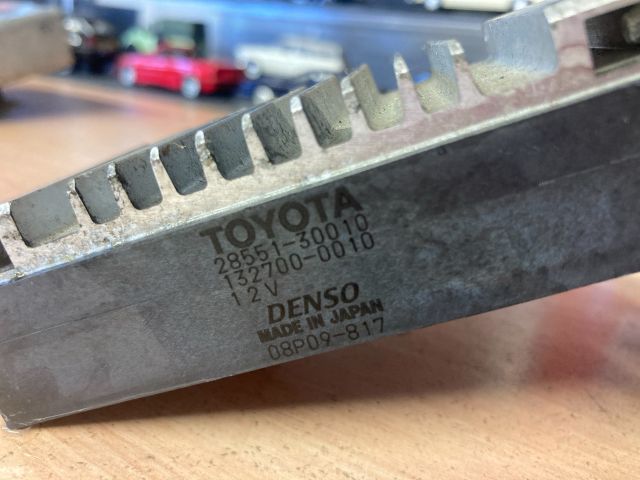 TOYOTA
28551-30010
132700-0010
12V
DENSO
MADE IN JAPAN
08P09-817